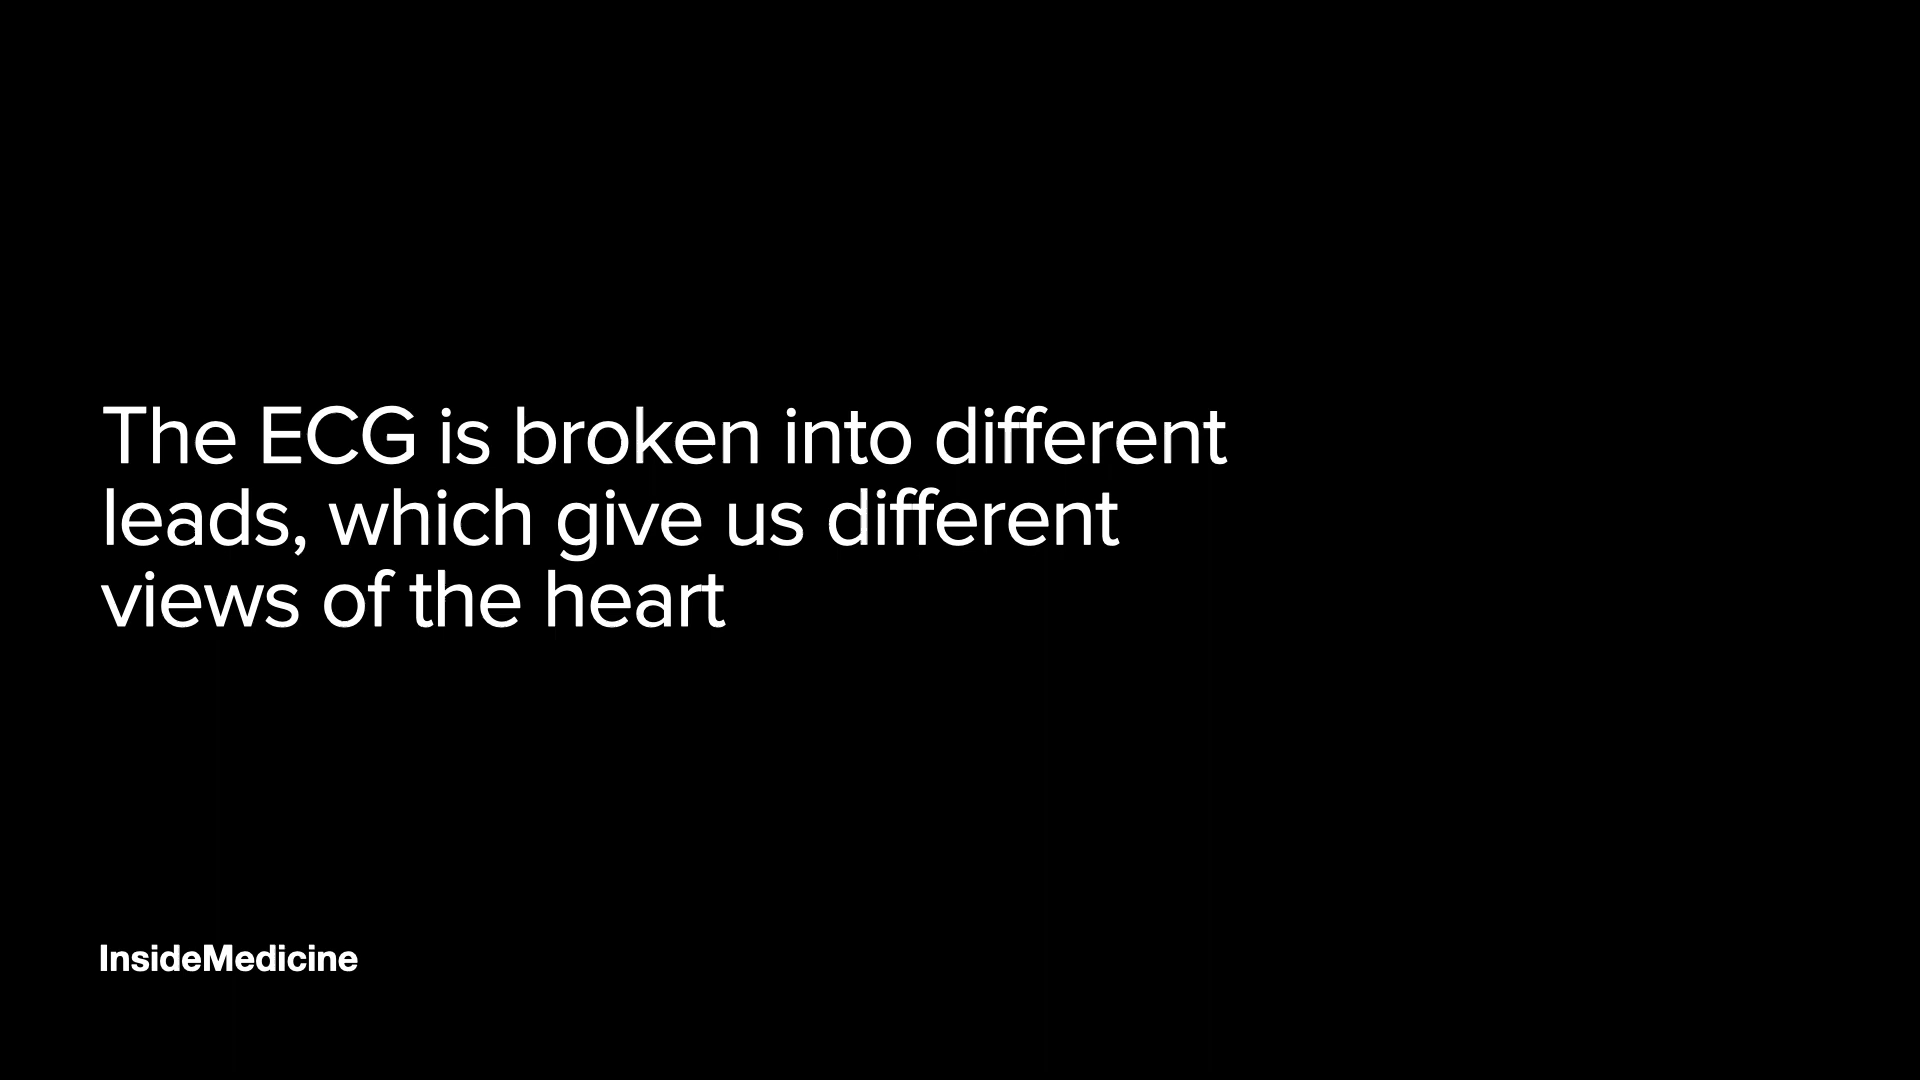 The ECG is broken into different
leads, which give us different
views of the heart
InsideMedicine